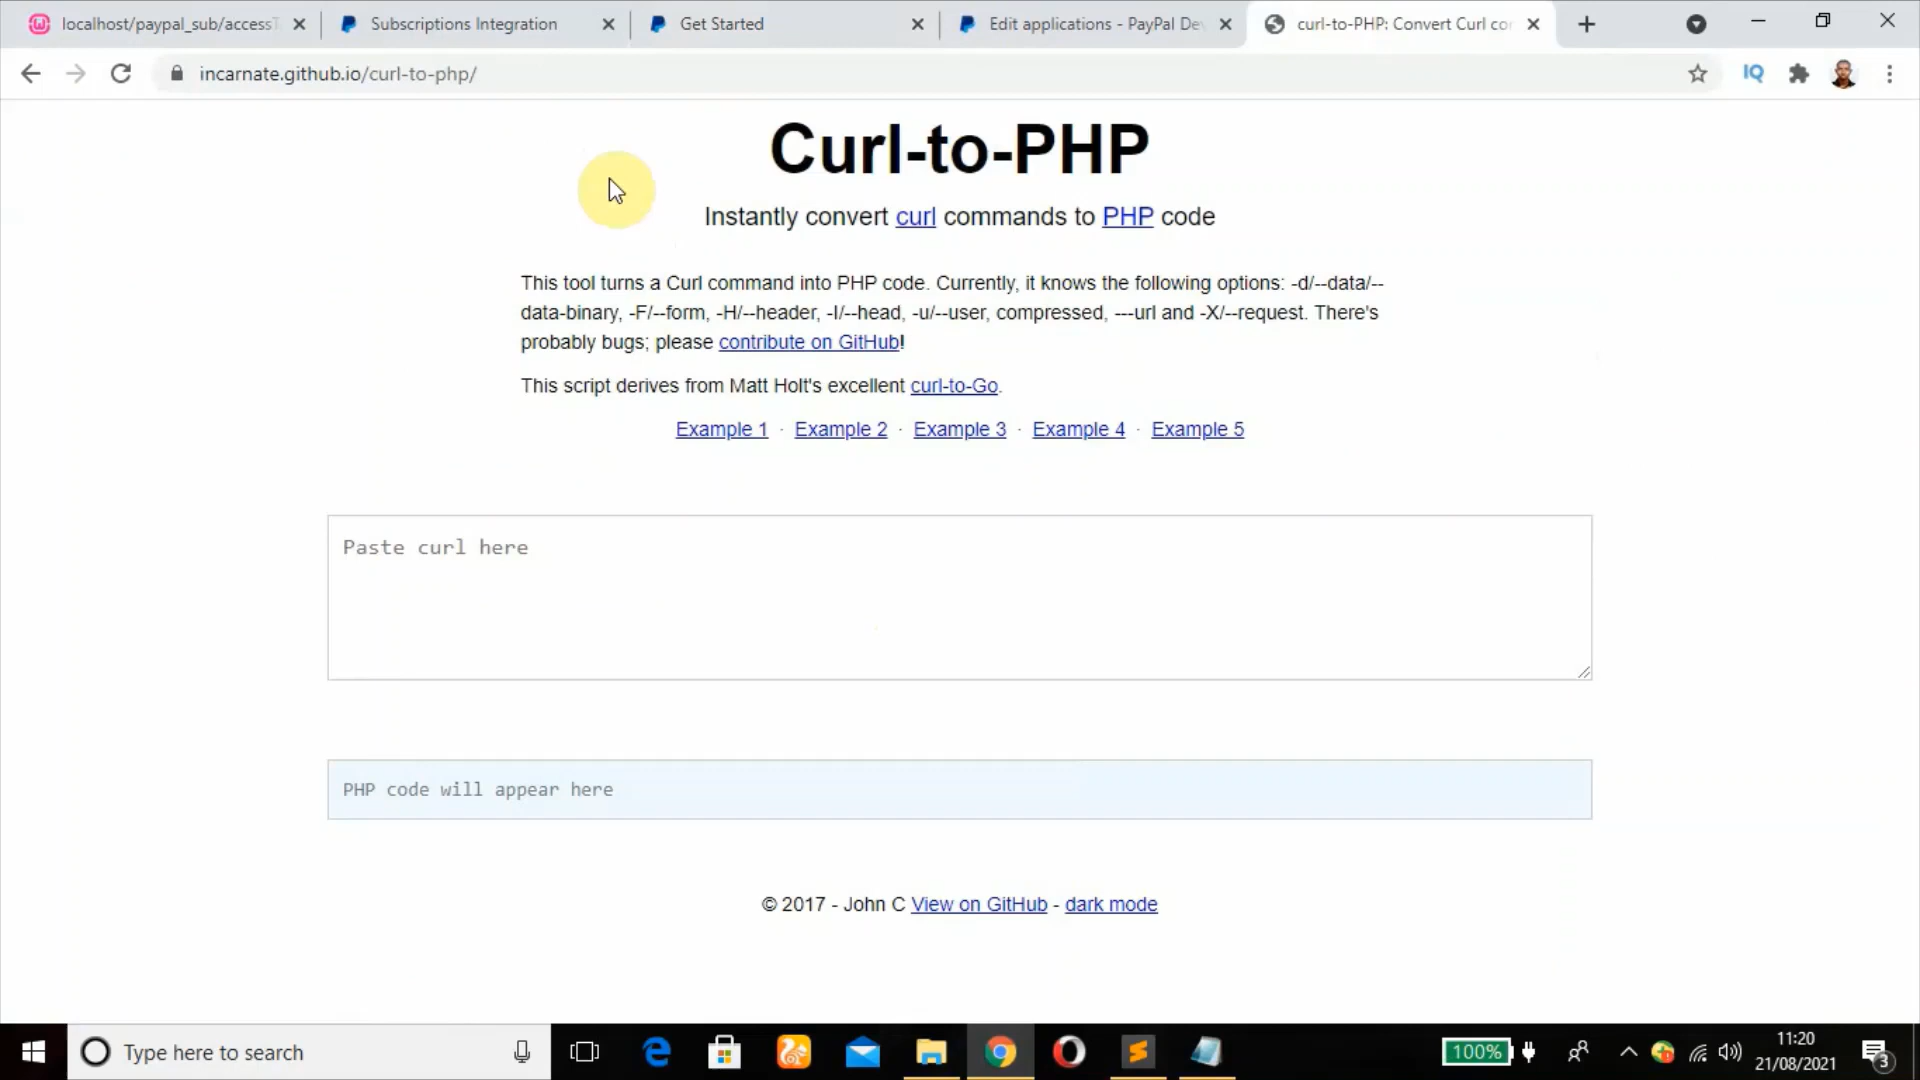 localhost/paypal_sub/access
Subscriptions Integration
Get Started
Edit applications - PayPal De
curl-to-PHP: Convert Curl co
incarnate.github.io/curl-to-php/
IQ
Curl-to-PHP
Instantly convert curl commands to PHP code
This tool turns a Curl command into PHP code. Currently, it knows the following options: -d/--data/--
data-binary, -F/--form, -H/--header, -I/--head, -u/--user, compressed, ---url and -X/--request. There's
probably bugs; please contribute on GitHub!
This script derives from Matt Holt's excellent curl-to-Go.
Example 1 · Example 2 · Example 3 · Example 4 · Example 5
Paste curl here
PHP code will appear here
© 2017 - John C View on GitHub - dark mode
Type here to search
100%
11:20
21/08/2021
3